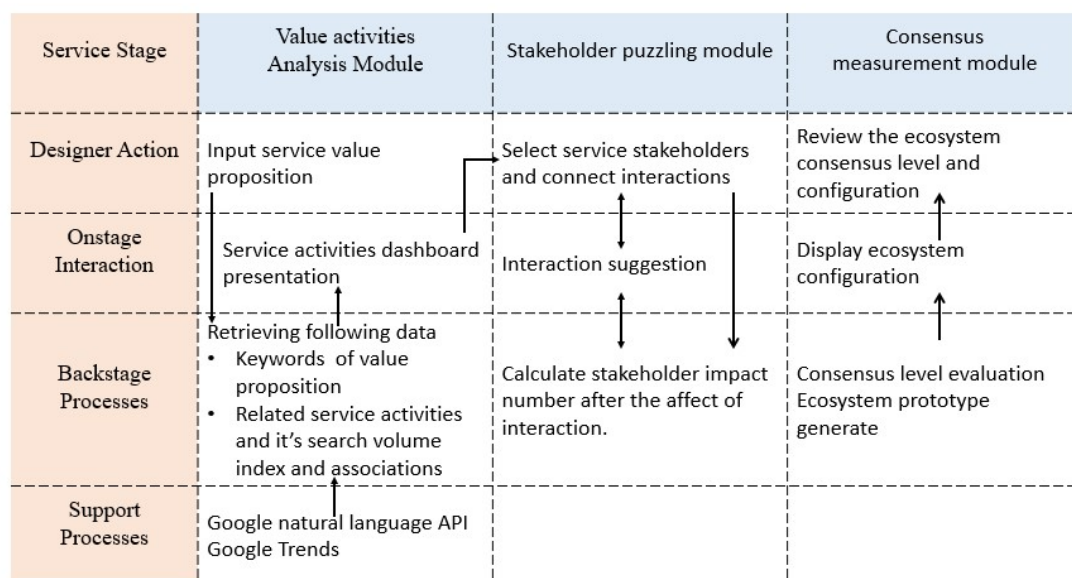 Service Stage
Value activities
Analysis Module
Stakeholder puzzling module
Consensus
measurement module
Designer Action
Input service value
proposition
Select service stakeholders
and connect interactions
Review the ecosystem
consensus level and
configuration
Onstage
Interaction
Service activities dashboard
presentation
Interaction suggestion
Display ecosystem
configuration
Backstage
Processes
Retrieving following data
• Keywords of value
proposition
• Related service activities
and it's search volume
index and associations
Calculate stakeholder impact
number after the affect of
interaction.
Consensus level evaluation
Ecosystem prototype
generate
Support
Processes
Google natural language API
Google Trends